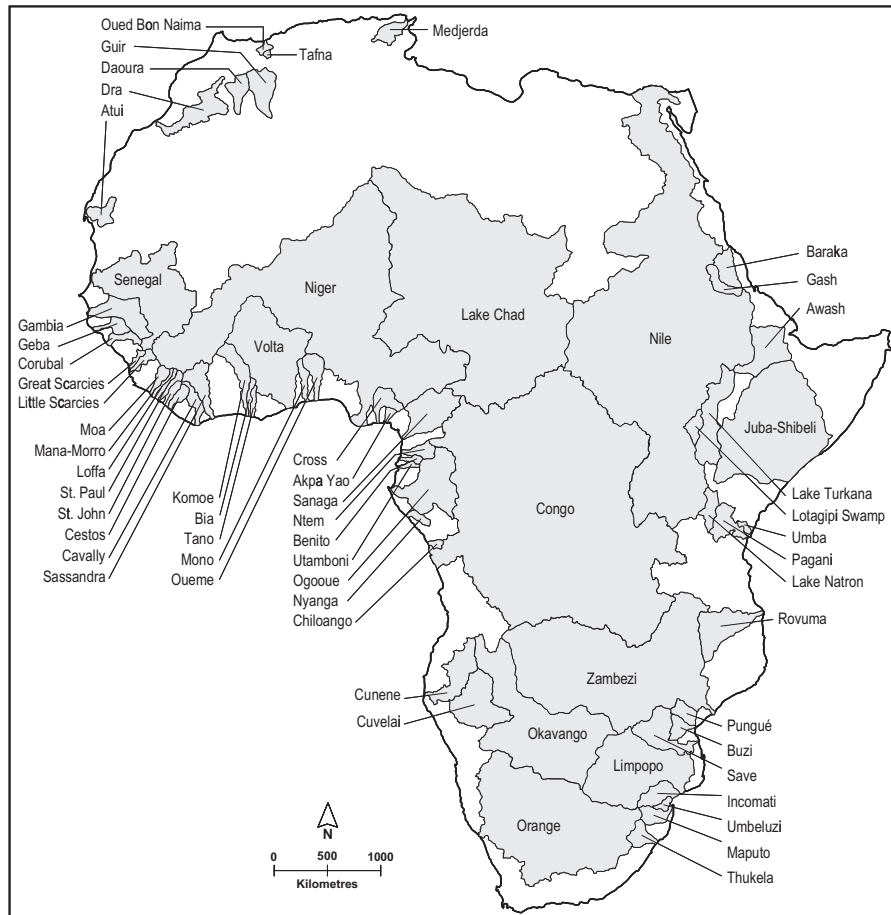 Oued Bon Naima
Guir
Daoura
Dra
Atui
Tafna
Medjerda
Senegal
Niger
Lake Chad
Nile
Volta
Baraka
Gash
Awash
Juba-Shibeli
Gambia
Geba
Corubal
Great Scarcies
Little Scarcies
Moa
Mana-Morro
Loffa
St. Paul
St. John
Cestos
Cavally
Sassandra
Komoe
Bia
Tano
Mono
Oueme
Cross
Akpa Yao
Sanaga
Ntem
Benito
Utamboni
Ogooue
Nyanga
Chiloango
Congo
Lake Turkana
Lotagipi Swamp
Umba
Pagani
Lake Natron
Rovuma
Zambezi
Cunene
Cuvelai
Okavango
Limpopo
Orange
Pungué
Buzi
Save
Incomati
Umbeluzi
Maputo
Thukela
N
0 500 1000
Kilometres